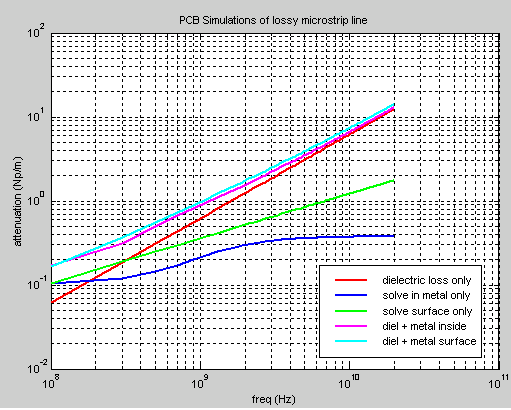 PCB Simulations of lossy microstrip line
10^2
10^1
10^0
10^-1
10^-2
attenuation (Np/m)
dielectric loss only
solve in metal only
solve surface only
diel + metal inside
diel + metal surface
10^8
10^9
10^10
10^11
freq (Hz)